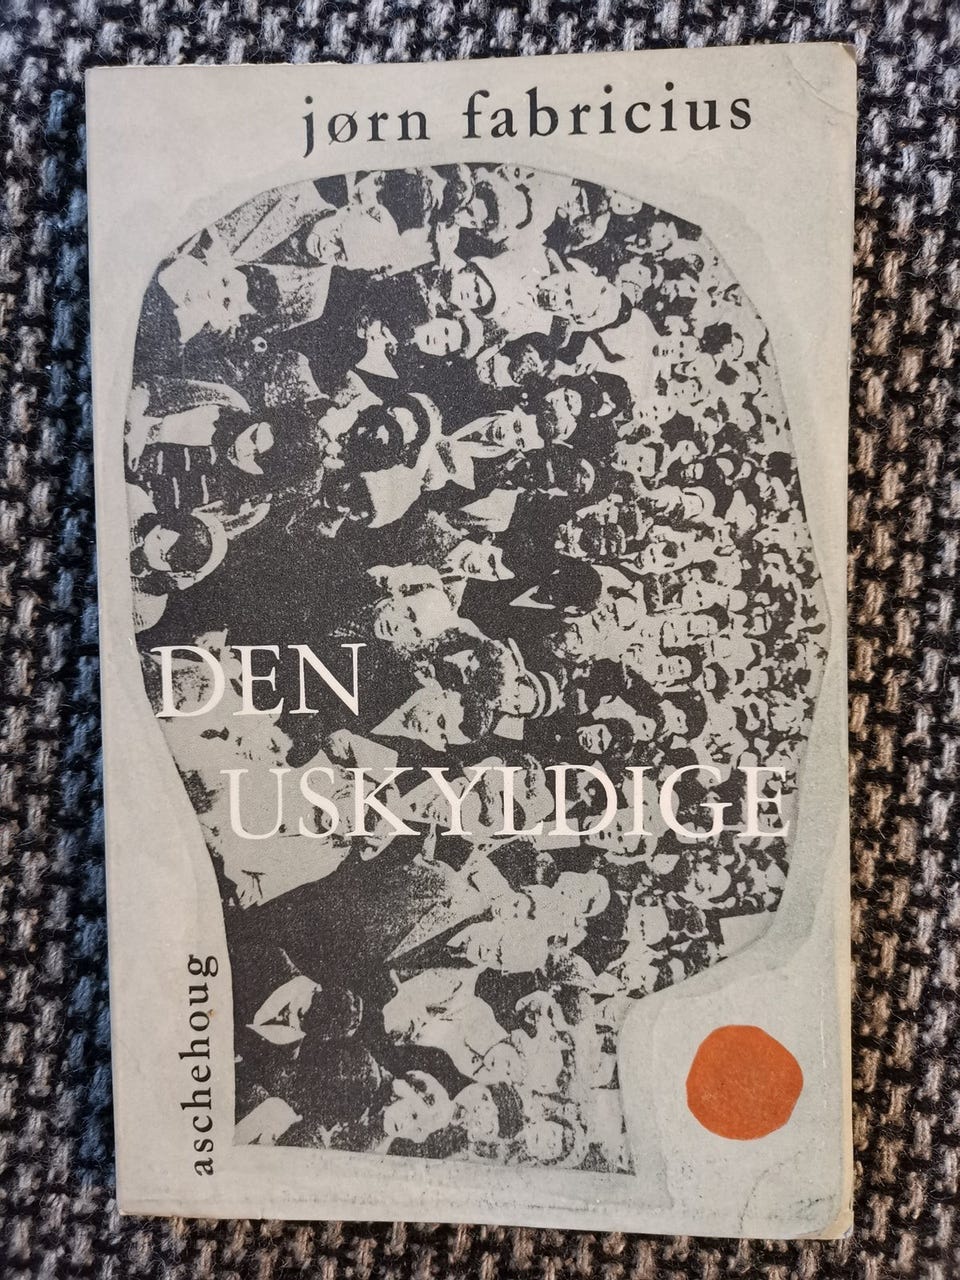 jørn fabricius
DEN
USKYLDIGE
aschehoug